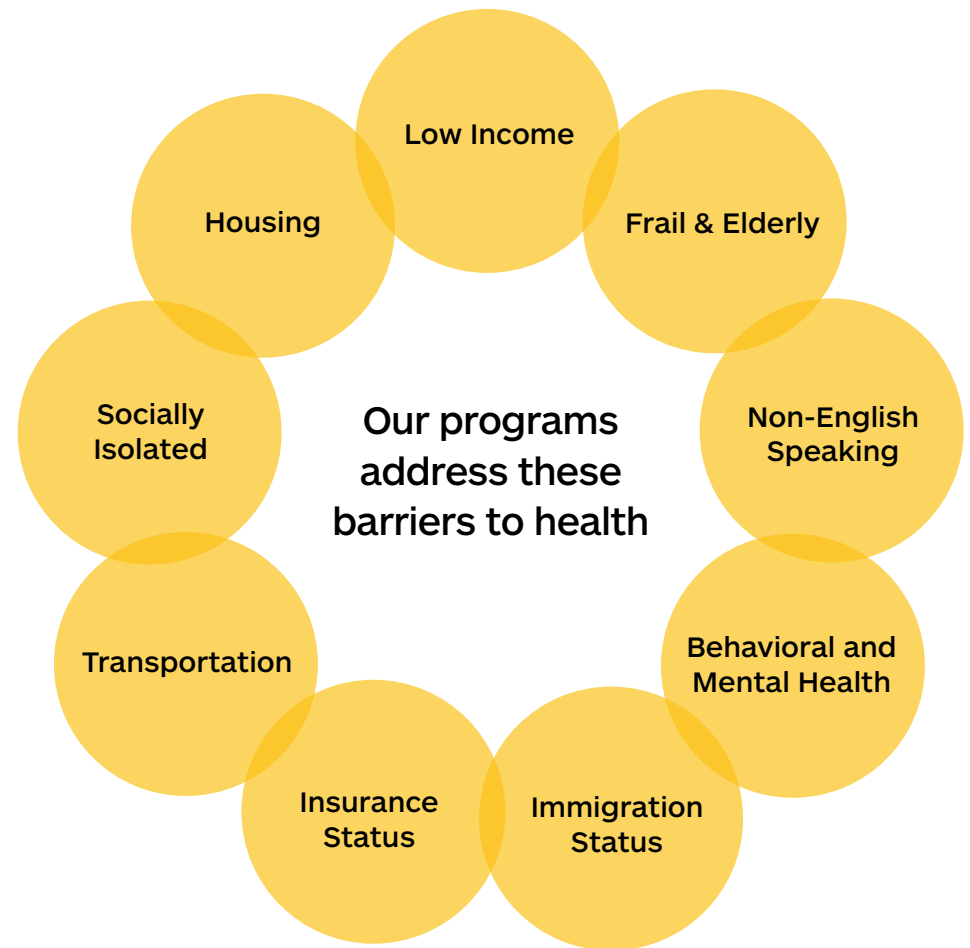 Low Income
Frail & Elderly
Non-English
Speaking
Behavioral and
Mental Health
Immigration
Status
Insurance
Status
Transportation
Socially
Isolated
Housing
Our programs
address these
barriers to health